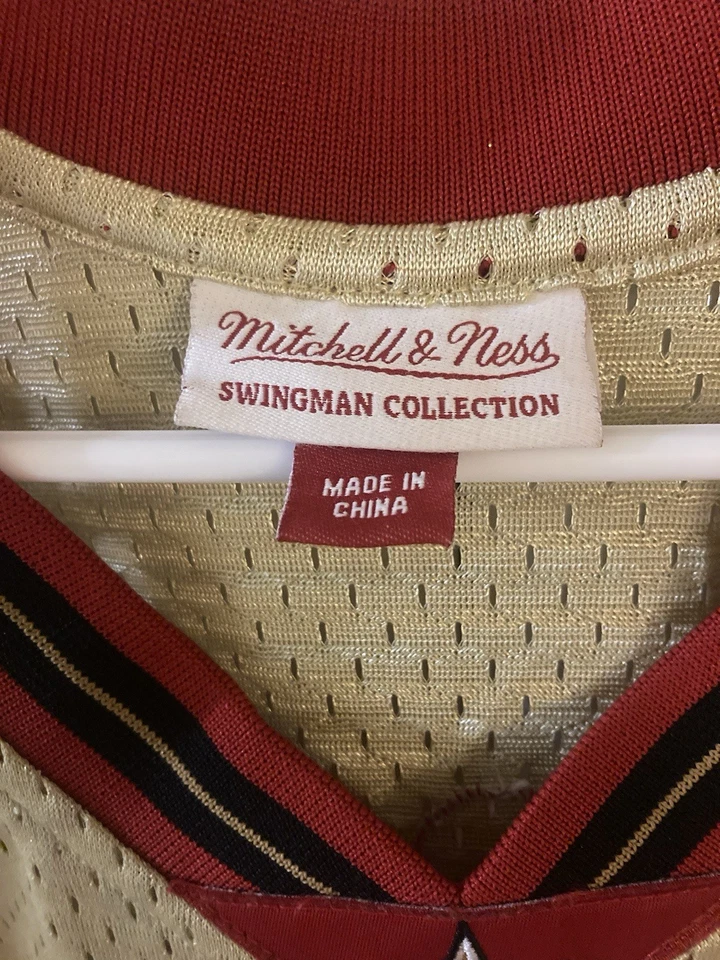 Mitchell & Ness
SWINGMAN COLLECTION
MADE IN
CHINA